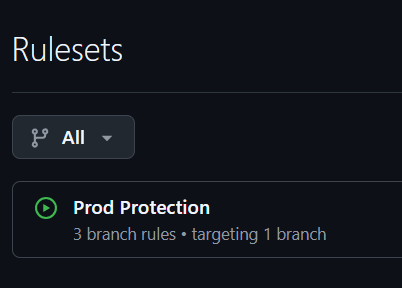 Rulesets
All
Prod Protection
3 branch rules • targeting 1 branch